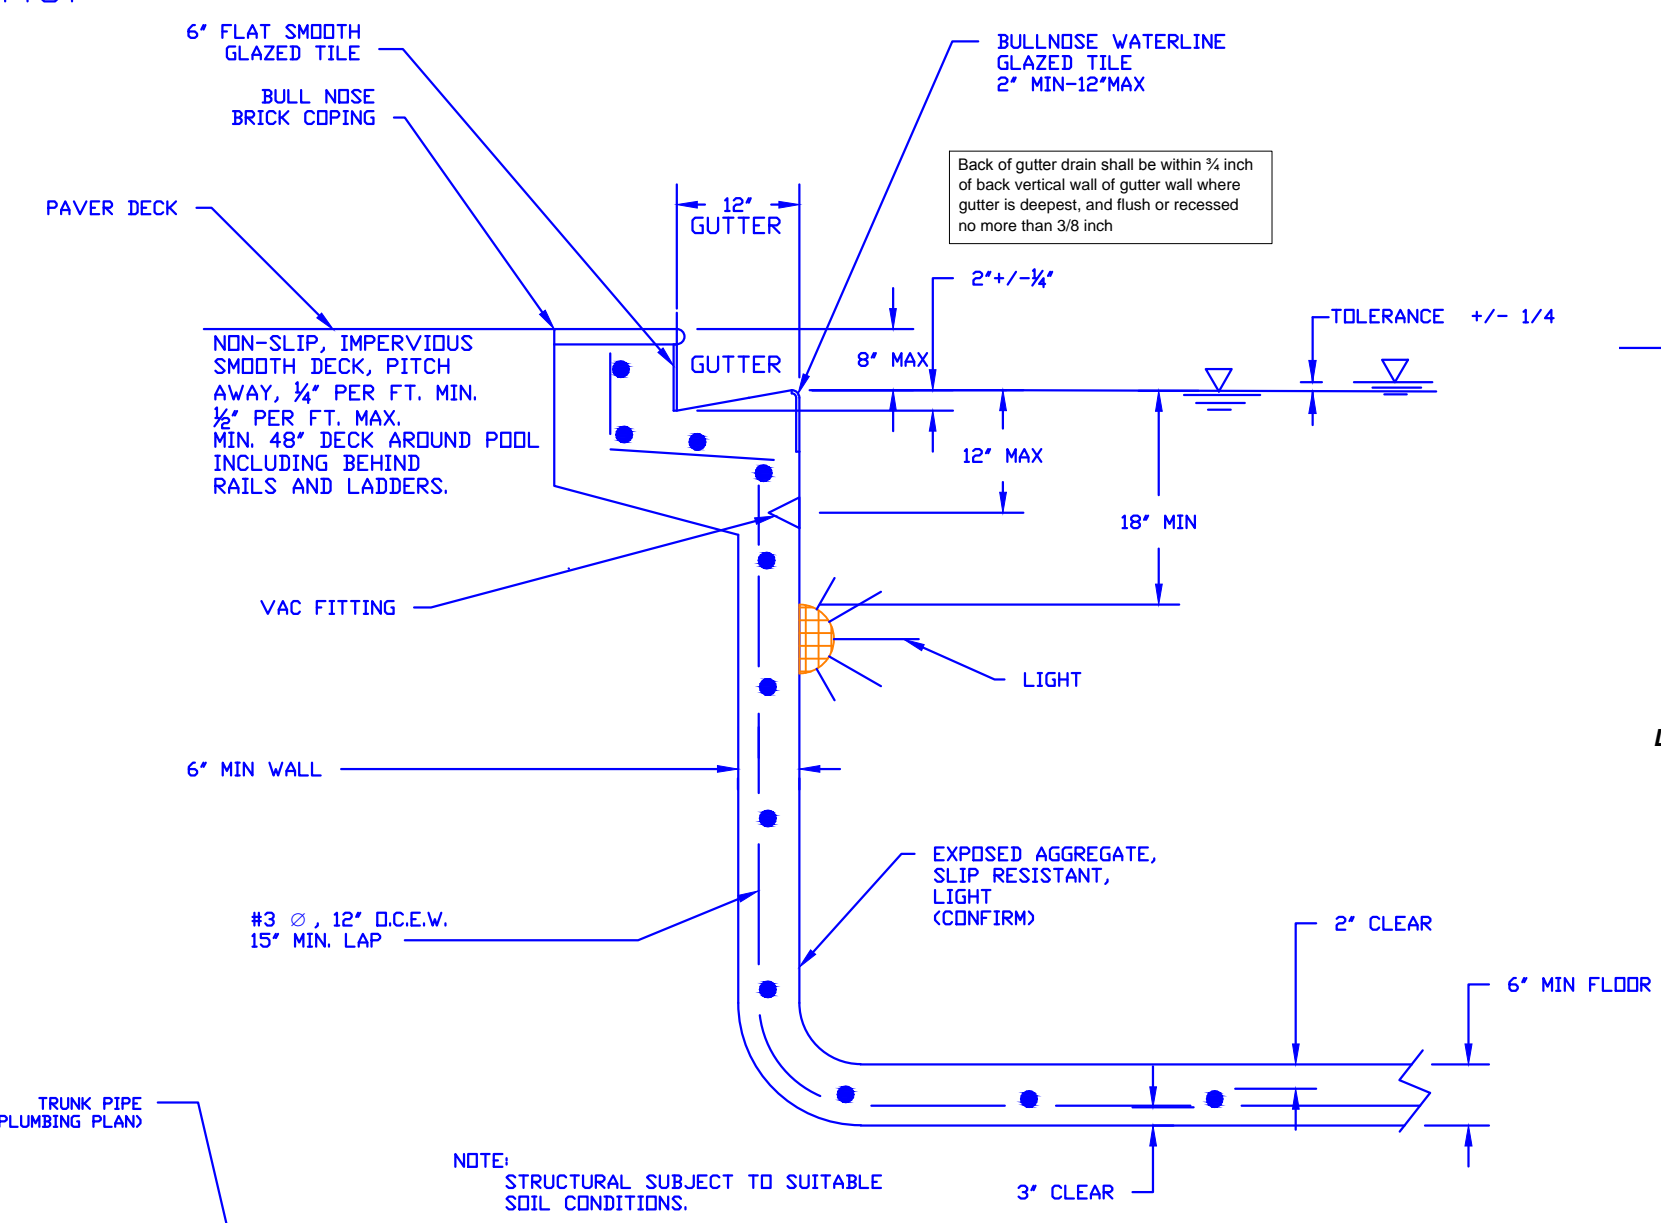 6" FLAT SMOOTH
GLAZED TILE
BULL NOSE
BRICK COPING
PAVER DECK
BULLNOSE WATERLINE
GLAZED TILE
2" MIN-12"MAX
Back of gutter drain shall be within ¾ inch
of back vertical wall of gutter wall where
gutter is deepest, and flush or recessed
no more than 3/8 inch
12"
GUTTER
2"+/-¼"
TOLERANCE +/- 1/4
8" MAX
GUTTER
NON-SLIP, IMPERVIOUS
SMOOTH DECK, PITCH
AWAY, ¼" PER FT. MIN.
½" PER FT. MAX.
MIN. 48" DECK AROUND POOL
INCLUDING BEHIND
RAILS AND LADDERS.
12" MAX
18" MIN
VAC FITTING
LIGHT
6" MIN WALL
EXPOSED AGGREGATE,
SLIP RESISTANT,
LIGHT
(CONFIRM)
#3 ∅ , 12" O.C.E.W.
15" MIN. LAP
2" CLEAR
6" MIN FLOOR
TRUNK PIPE
PLUMBING PLAN)
NOTE:
STRUCTURAL SUBJECT TO SUITABLE
SOIL CONDITIONS.
3" CLEAR